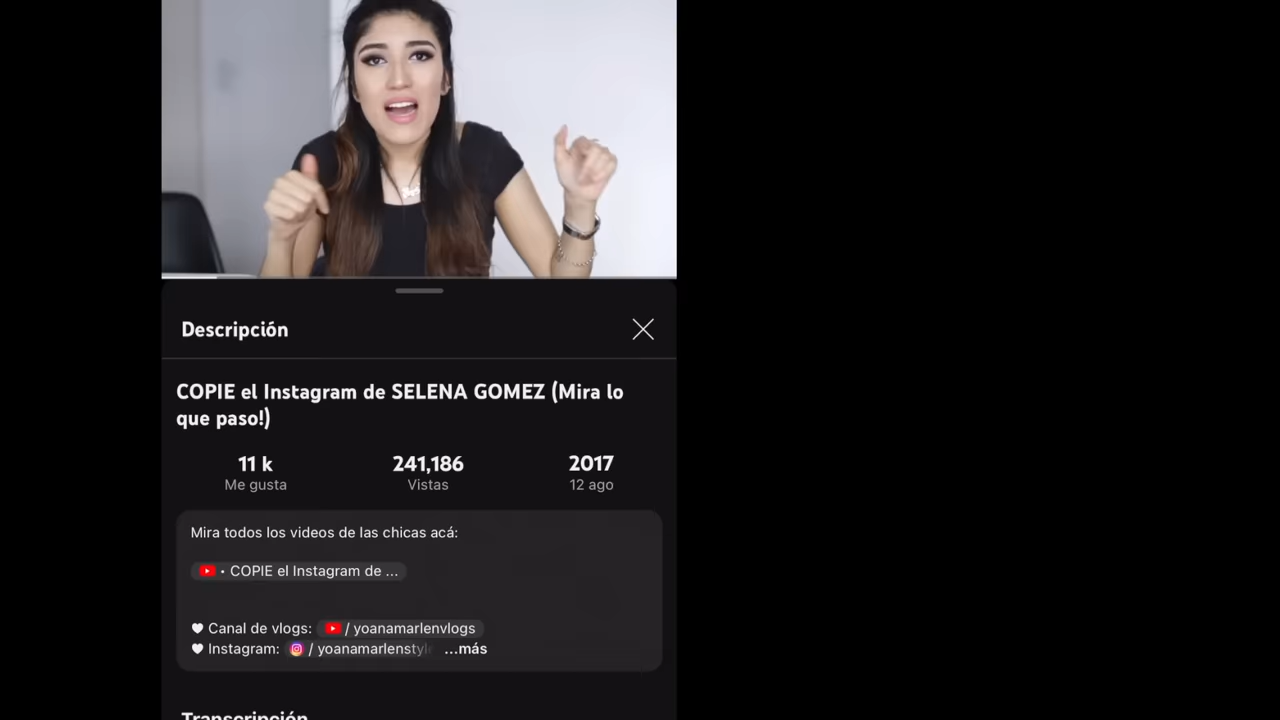 Descripción
COPIE el Instagram de SELENA GOMEZ (Mira lo
que paso!)
11 k 241,186 2017
Me gusta Vistas 12 ago
Mira todos los videos de las chicas acá:
• COPIE el Instagram de ...
Canal de vlogs: / yoanamarlenvlogs
Instagram: / yoanamarlenstyle ...más
Transcripción